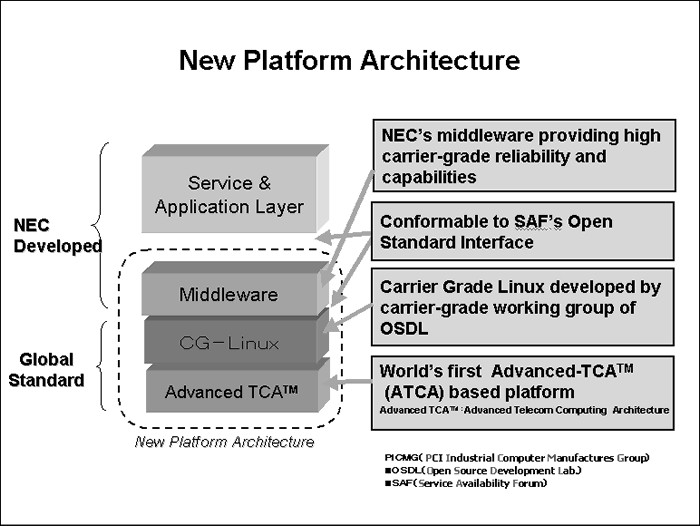 New Platform Architecture
NEC
Developed
Global
Standard
Service &
Application Layer
Middleware
CG-Linux
Advanced TCA™
New Platform Architecture
NEC's middleware providing high
carrier-grade reliability and
capabilities
Conformable to SAF's Open
Standard Interface
Carrier Grade Linux developed by
carrier-grade working group of
OSDL
World's first Advanced-TCA™
(ATCA) based platform
Advanced TCA™:Advanced Telecom Computing Architecture
PICMG( PCI Industrial Computer Manufactures Group)
■OSDL(Open Source Development Lab.)
■SAF(Service Availability Forum)